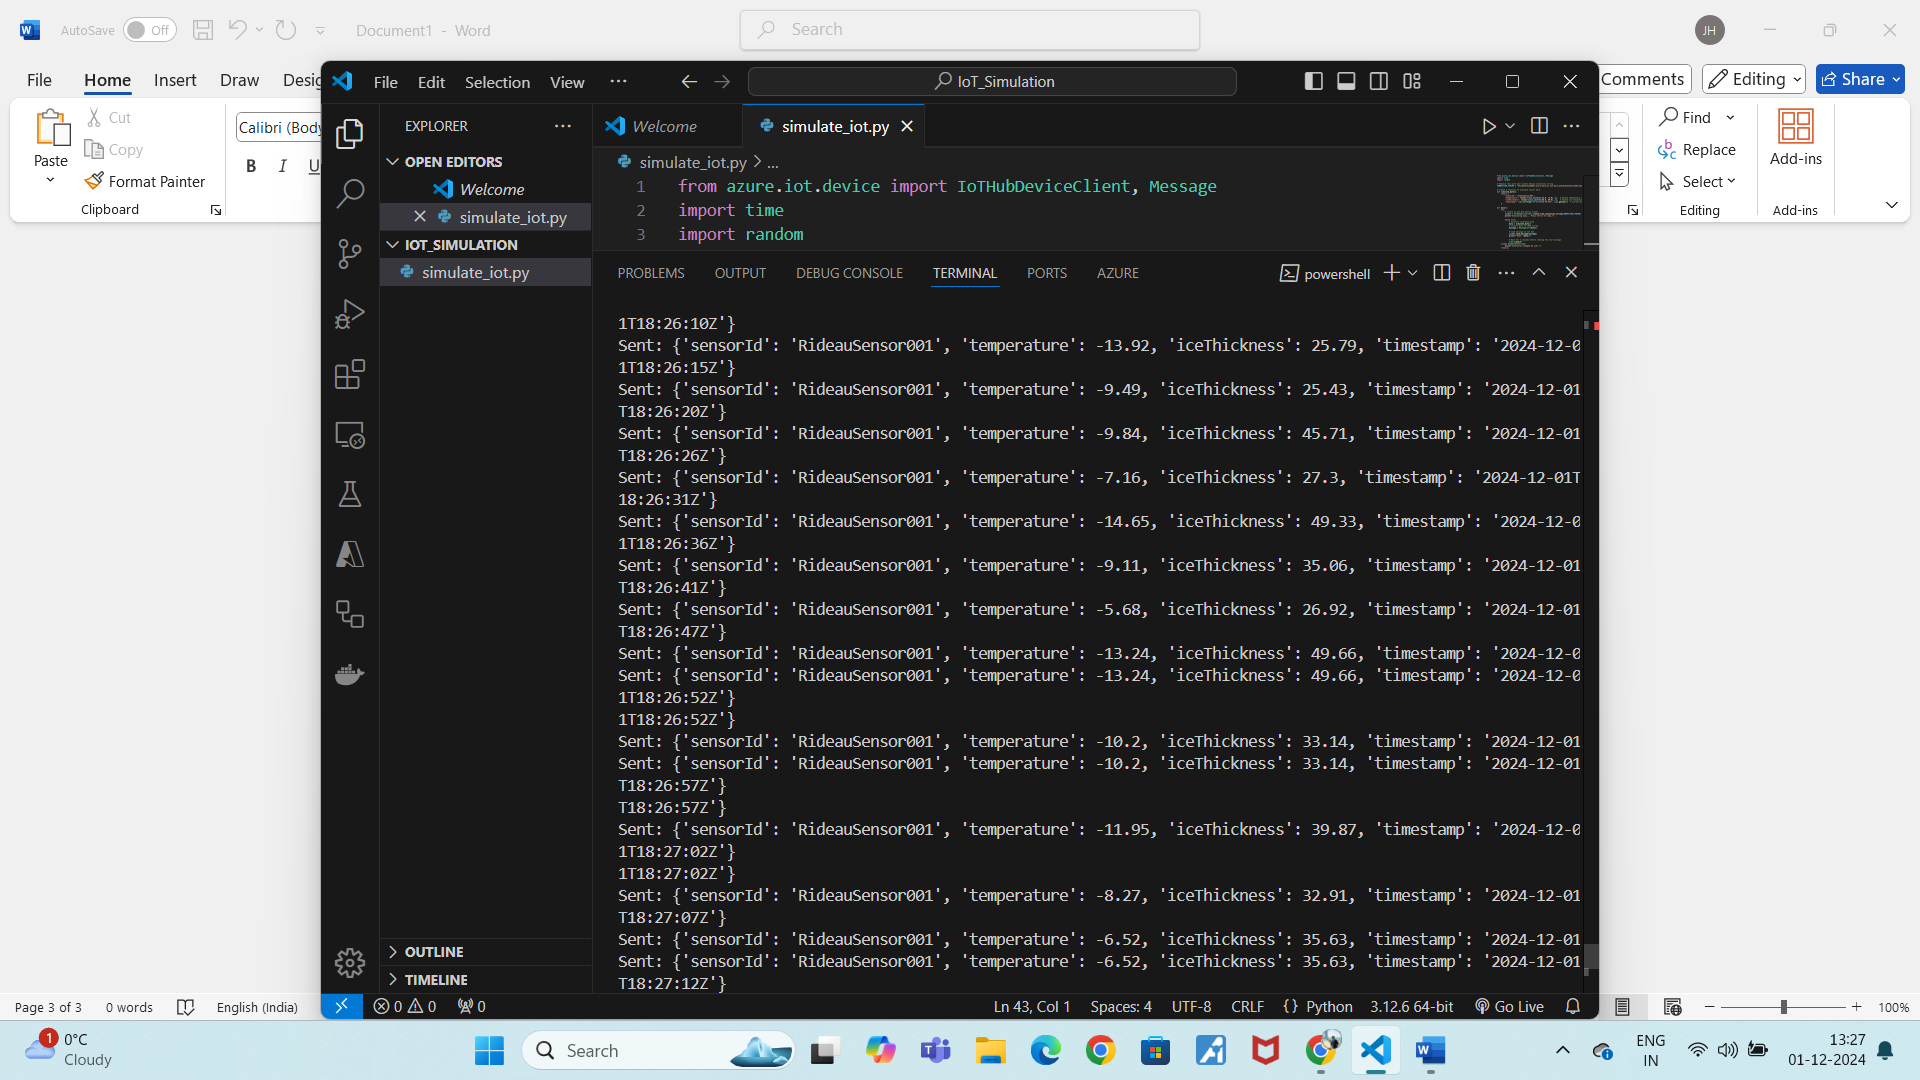 AutoSave Off Document1 - Word Search JH
File Home Insert Draw Desig Comments Editing Share
Paste Cut Copy Format Painter Clipboard
Calibri (Body
B I U
Find Replace Select Editing
Add-ins Add-ins
File Edit Selection View ... IoT_Simulation
EXPLORER
OPEN EDITORS
Welcome
simulate_iot.py
IOT_SIMULATION
simulate_iot.py
OUTLINE
TIMELINE
Welcome simulate_iot.py
simulate_iot.py > ...
1 from azure.iot.device import IoTHubDeviceClient, Message
2 import time
3 import random
PROBLEMS OUTPUT DEBUG CONSOLE TERMINAL PORTS AZURE powershell
1T18:26:10Z'}
Sent: {'sensorId': 'RideauSensor001', 'temperature': -13.92, 'iceThickness': 25.79, 'timestamp': '2024-12-0
1T18:26:15Z'}
Sent: {'sensorId': 'RideauSensor001', 'temperature': -9.49, 'iceThickness': 25.43, 'timestamp': '2024-12-01
T18:26:20Z'}
Sent: {'sensorId': 'RideauSensor001', 'temperature': -9.84, 'iceThickness': 45.71, 'timestamp': '2024-12-01
T18:26:26Z'}
Sent: {'sensorId': 'RideauSensor001', 'temperature': -7.16, 'iceThickness': 27.3, 'timestamp': '2024-12-01T
18:26:31Z'}
Sent: {'sensorId': 'RideauSensor001', 'temperature': -14.65, 'iceThickness': 49.33, 'timestamp': '2024-12-0
1T18:26:36Z'}
Sent: {'sensorId': 'RideauSensor001', 'temperature': -9.11, 'iceThickness': 35.06, 'timestamp': '2024-12-01
T18:26:41Z'}
Sent: {'sensorId': 'RideauSensor001', 'temperature': -5.68, 'iceThickness': 26.92, 'timestamp': '2024-12-01
T18:26:47Z'}
Sent: {'sensorId': 'RideauSensor001', 'temperature': -13.24, 'iceThickness': 49.66, 'timestamp': '2024-12-0
Sent: {'sensorId': 'RideauSensor001', 'temperature': -13.24, 'iceThickness': 49.66, 'timestamp': '2024-12-0
1T18:26:52Z'}
1T18:26:52Z'}
Sent: {'sensorId': 'RideauSensor001', 'temperature': -10.2, 'iceThickness': 33.14, 'timestamp': '2024-12-01
Sent: {'sensorId': 'RideauSensor001', 'temperature': -10.2, 'iceThickness': 33.14, 'timestamp': '2024-12-01
T18:26:57Z'}
T18:26:57Z'}
Sent: {'sensorId': 'RideauSensor001', 'temperature': -11.95, 'iceThickness': 39.87, 'timestamp': '2024-12-0
1T18:27:02Z'}
1T18:27:02Z'}
Sent: {'sensorId': 'RideauSensor001', 'temperature': -8.27, 'iceThickness': 32.91, 'timestamp': '2024-12-01
T18:27:07Z'}
Sent: {'sensorId': 'RideauSensor001', 'temperature': -6.52, 'iceThickness': 35.63, 'timestamp': '2024-12-01
Sent: {'sensorId': 'RideauSensor001', 'temperature': -6.52, 'iceThickness': 35.63, 'timestamp': '2024-12-01
T18:27:12Z'}
0 0 0 Ln 43, Col 1 Spaces: 4 UTF-8 CRLF {} Python 3.12.6 64-bit Go Live
Page 3 of 3 0 words English (India) 100%
1 0°C
Cloudy
Search
ENG
IN
13:27
01-12-2024